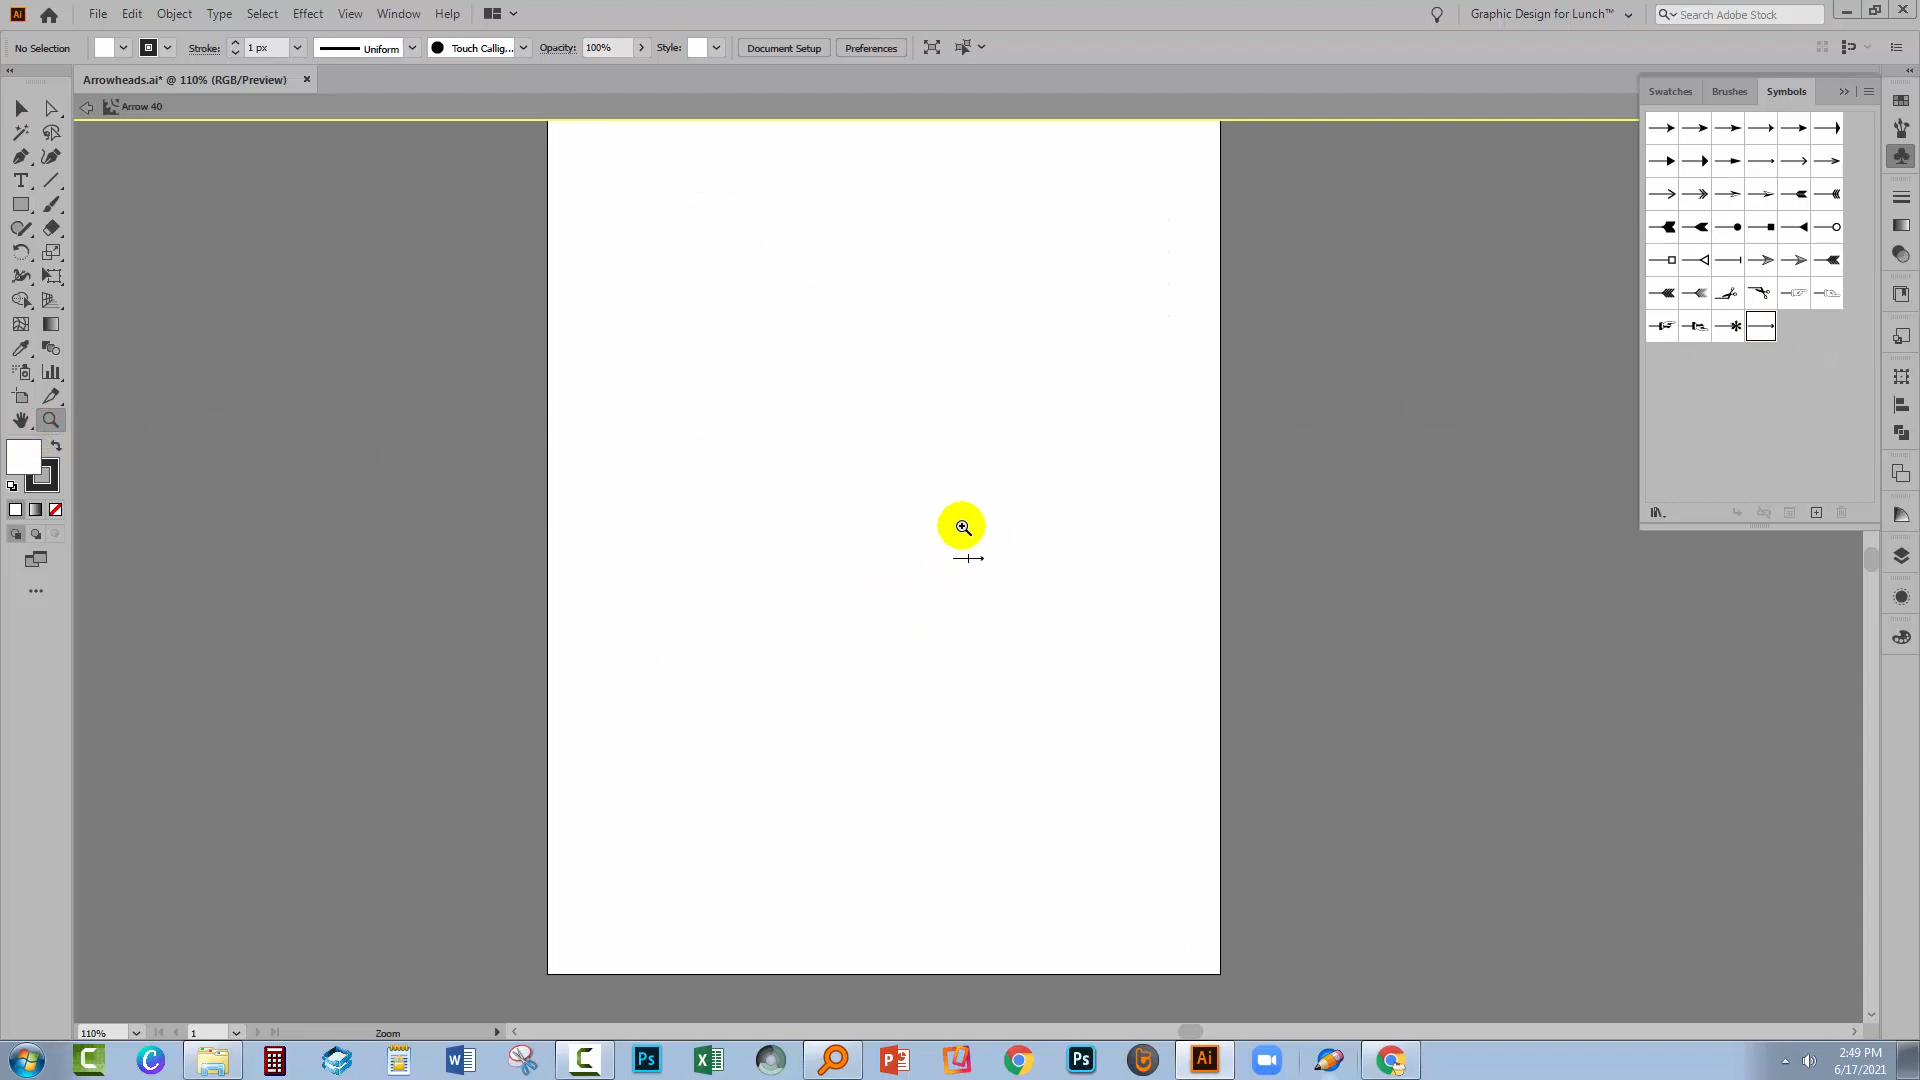 Ai File Edit Object Type Select Effect View Window Help Graphic Design for Lunch™ Search Adobe Stock
No Selection Stroke: 1 px Uniform Touch Callig... Opacity: 100% Style: Document Setup Preferences
Arrowheads.ai* @ 110% (RGB/Preview)
Arrow 40
Swatches Brushes Symbols
110% 1 Zoom
2:49 PM
6/17/2021